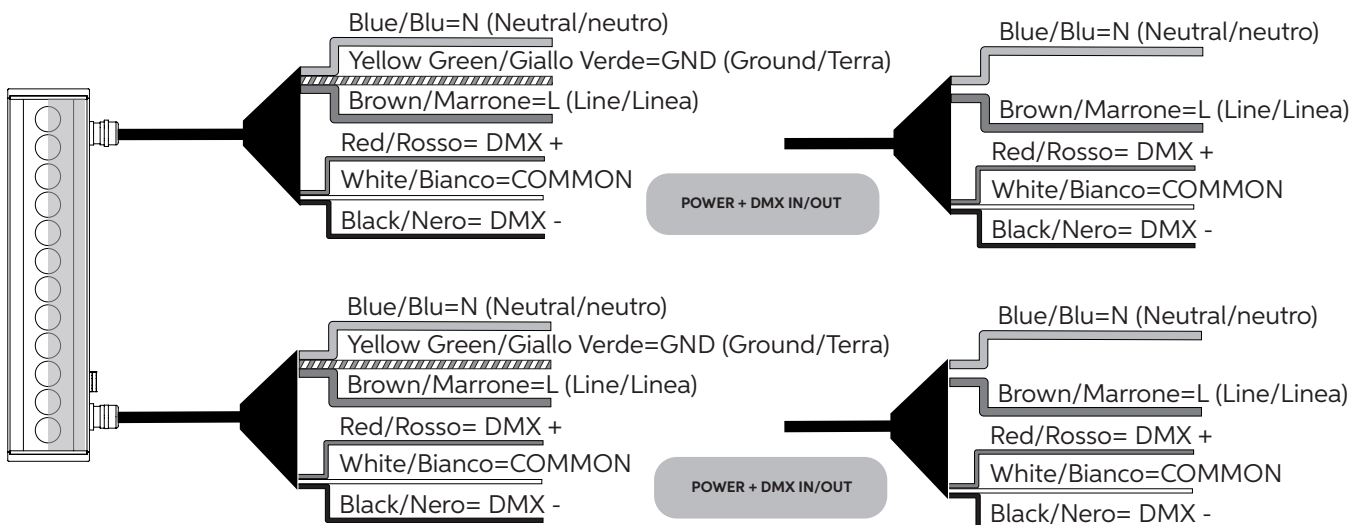 Blue/Blu=N (Neutral/neutro)
Yellow Green/Giallo Verde=GND (Ground/Terra)
Brown/Marrone=L (Line/Linea)
Red/Rosso= DMX +
White/Bianco=COMMON
Black/Nero= DMX -
POWER + DMX IN/OUT
Blue/Blu=N (Neutral/neutro)
Brown/Marrone=L (Line/Linea)
Red/Rosso= DMX +
White/Bianco=COMMON
Black/Nero= DMX -
Blue/Blu=N (Neutral/neutro)
Yellow Green/Giallo Verde=GND (Ground/Terra)
Brown/Marrone=L (Line/Linea)
Red/Rosso= DMX +
White/Bianco=COMMON
Black/Nero= DMX -
POWER + DMX IN/OUT
Blue/Blu=N (Neutral/neutro)
Brown/Marrone=L (Line/Linea)
Red/Rosso= DMX +
White/Bianco=COMMON
Black/Nero= DMX -